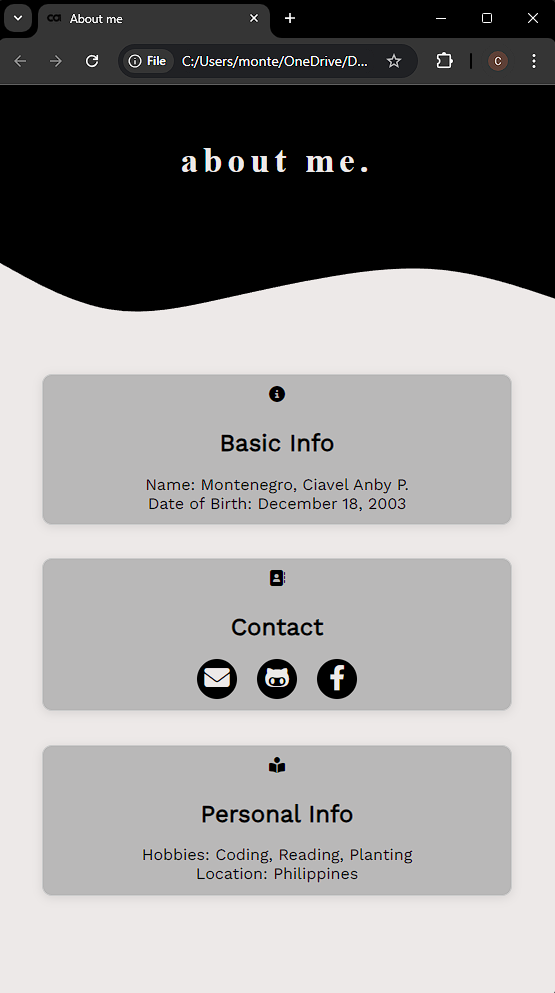 About me
File
C:/Users/monte/OneDrive/D...
C
about me.
Basic Info
Name: Montenegro, Ciavel Anby P.
Date of Birth: December 18, 2003
Contact
Personal Info
Hobbies: Coding, Reading, Planting
Location: Philippines